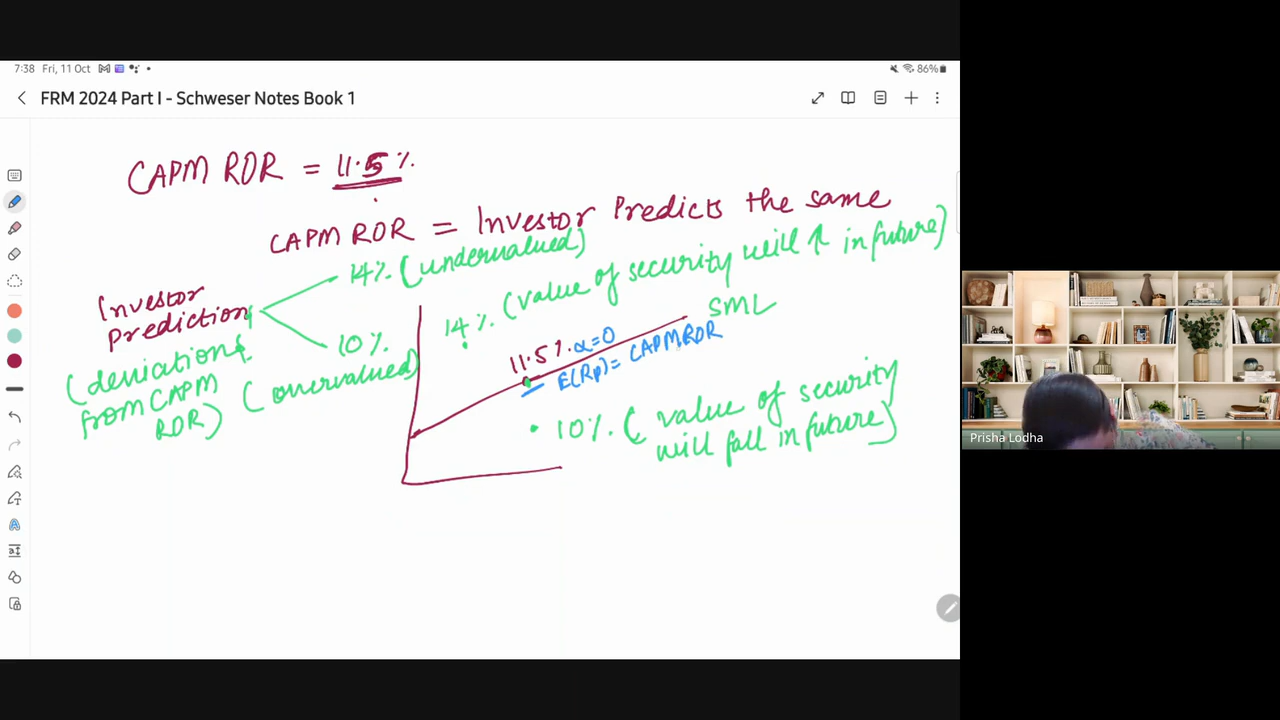 7:38 Fri, 11 Oct
86%
FRM 2024 Part I - Schweser Notes Book 1
CAPM ROR = 11.5 %.
CAPM ROR = Investor Predicts the same
Investor Prediction
(deviations from CAPM ROR)
14%. (undervalued)
10%. (overvalued)
14%. (value of security will ↑ in future)
SML
11.5%. α=0
E(Rp) = CAPM ROR
10%. (value of security will fall in future)
Prisha Lodha